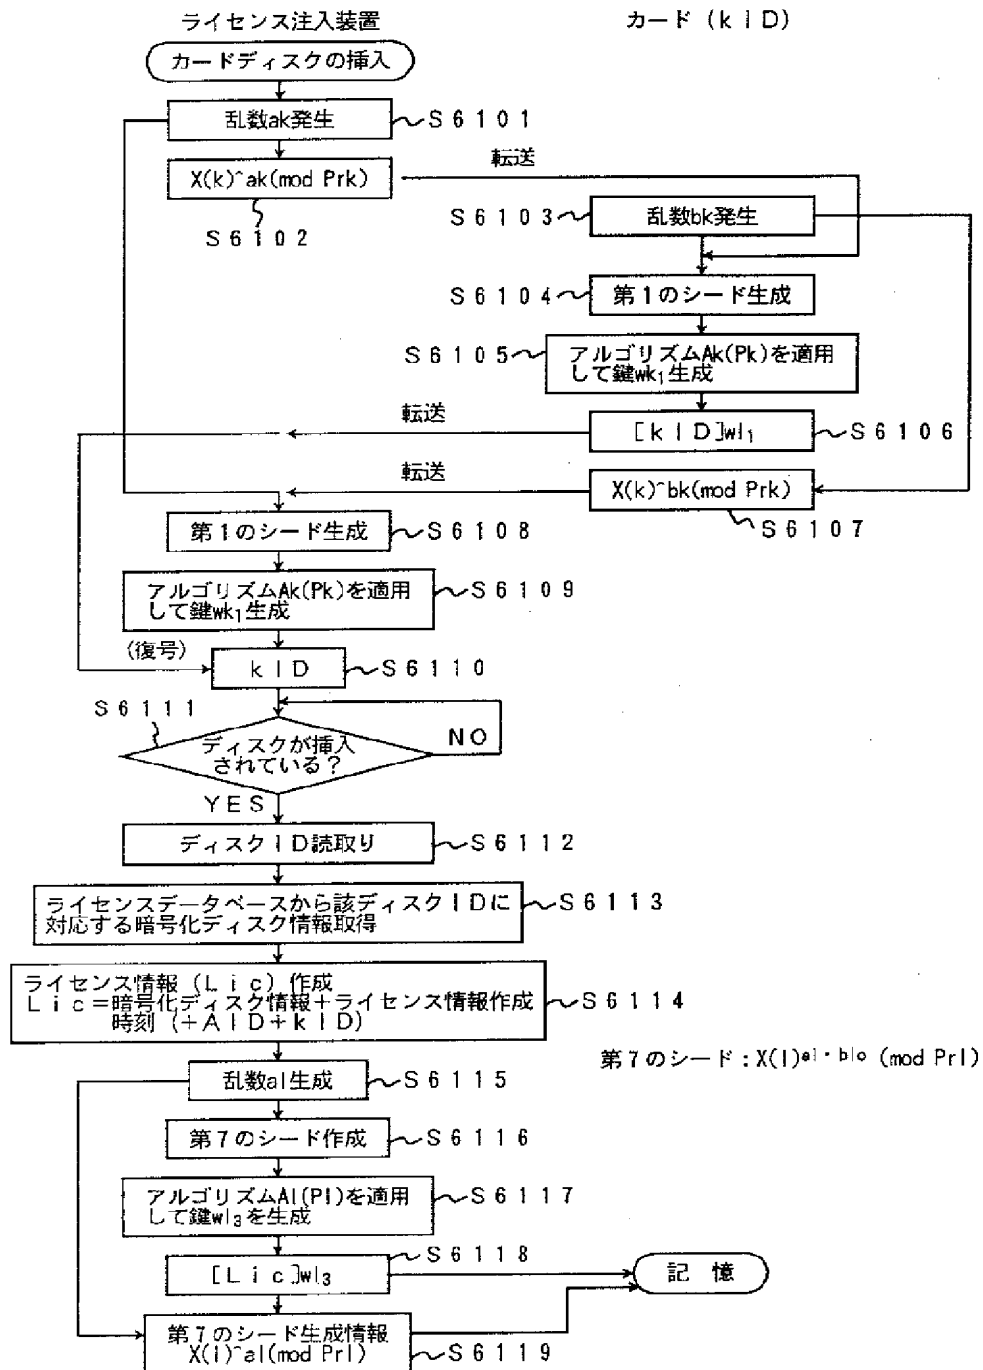 ライセンス注入装置
カード (kID)
カードディスクの挿入
乱数ak発生
S6101
転送
X(k)^ak(mod Prk)
S6102
S6103
乱数bk発生
S6104
第1のシード生成
S6105
アルゴリズムAk(Pk)を適用
して鍵wk₁生成
転送
[kID]wl₁
S6106
転送
X(k)^bk(mod Prk)
S6107
第1のシード生成
S6108
アルゴリズムAk(Pk)を適用
して鍵wk₁生成
S6109
(復号)
kID
S6110
S6111
ディスクが挿入
されている?
NO
YES
ディスクID読取り
S6112
ライセンスデータベースから該ディスクIDに
対応する暗号化ディスク情報取得
S6113
ライセンス情報 (Lic) 作成
Lic=暗号化ディスク情報+ライセンス情報作成
時刻 (+AID+kID)
S6114
第7のシード:X(l)^al・blo (mod Prl)
乱数al生成
S6115
第7のシード作成
S6116
アルゴリズムAl(Pl)を適用
して鍵wl₃を生成
S6117
[Lic]wl₃
S6118
記 憶
第7のシード生成情報
X(l)^al(mod Prl)
S6119